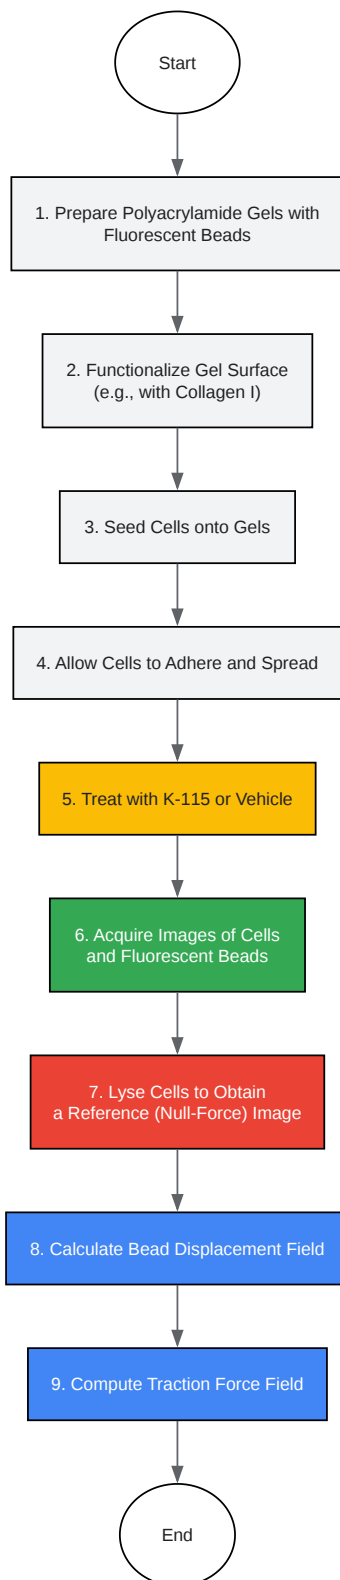 Start
1. Prepare Polyacrylamide Gels with
Fluorescent Beads
2. Functionalize Gel Surface
(e.g., with Collagen I)
3. Seed Cells onto Gels
4. Allow Cells to Adhere and Spread
5. Treat with K-115 or Vehicle
6. Acquire Images of Cells
and Fluorescent Beads
7. Lyse Cells to Obtain
a Reference (Null-Force) Image
8. Calculate Bead Displacement Field
9. Compute Traction Force Field
End